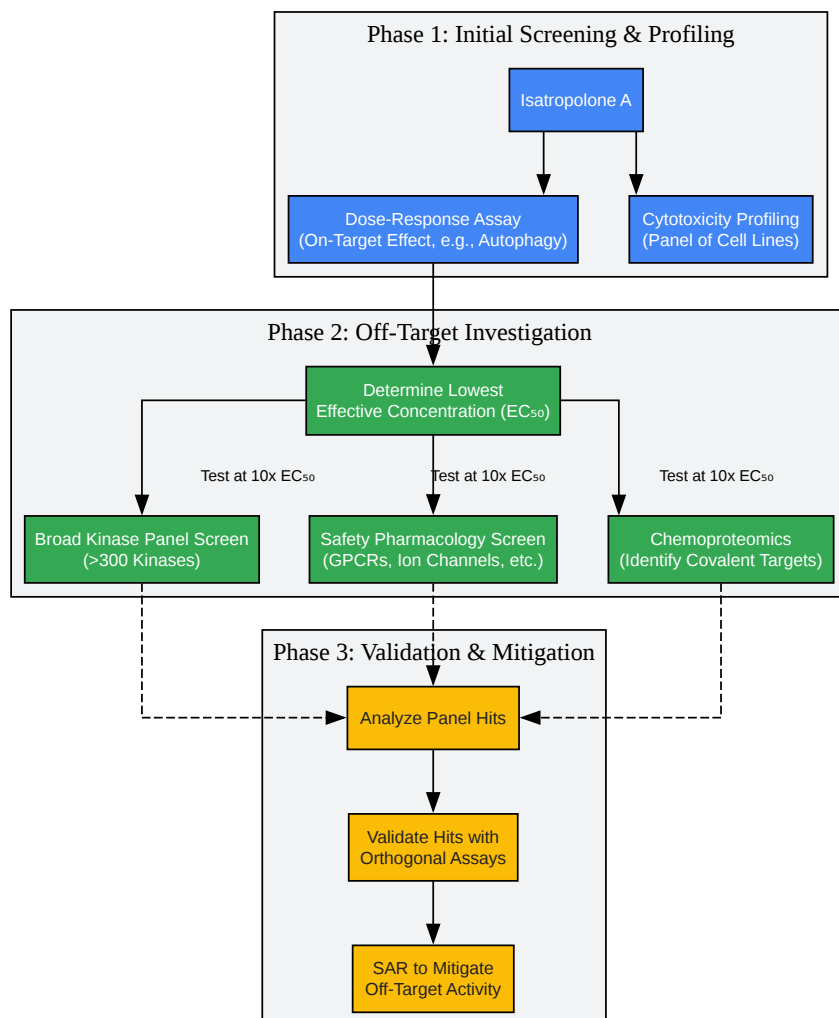 Phase 1: Initial Screening & Profiling
Isatropolone A
Dose-Response Assay
(On-Target Effect, e.g., Autophagy)
Cytotoxicity Profiling
(Panel of Cell Lines)
Phase 2: Off-Target Investigation
Determine Lowest
Effective Concentration (EC₅₀)
Test at 10x EC₅₀
Test at 10x EC₅₀
Test at 10x EC₅₀
Broad Kinase Panel Screen
(>300 Kinases)
Safety Pharmacology Screen
(GPCRs, Ion Channels, etc.)
Chemoproteomics
(Identify Covalent Targets)
Phase 3: Validation & Mitigation
Analyze Panel Hits
Validate Hits with
Orthogonal Assays
SAR to Mitigate
Off-Target Activity